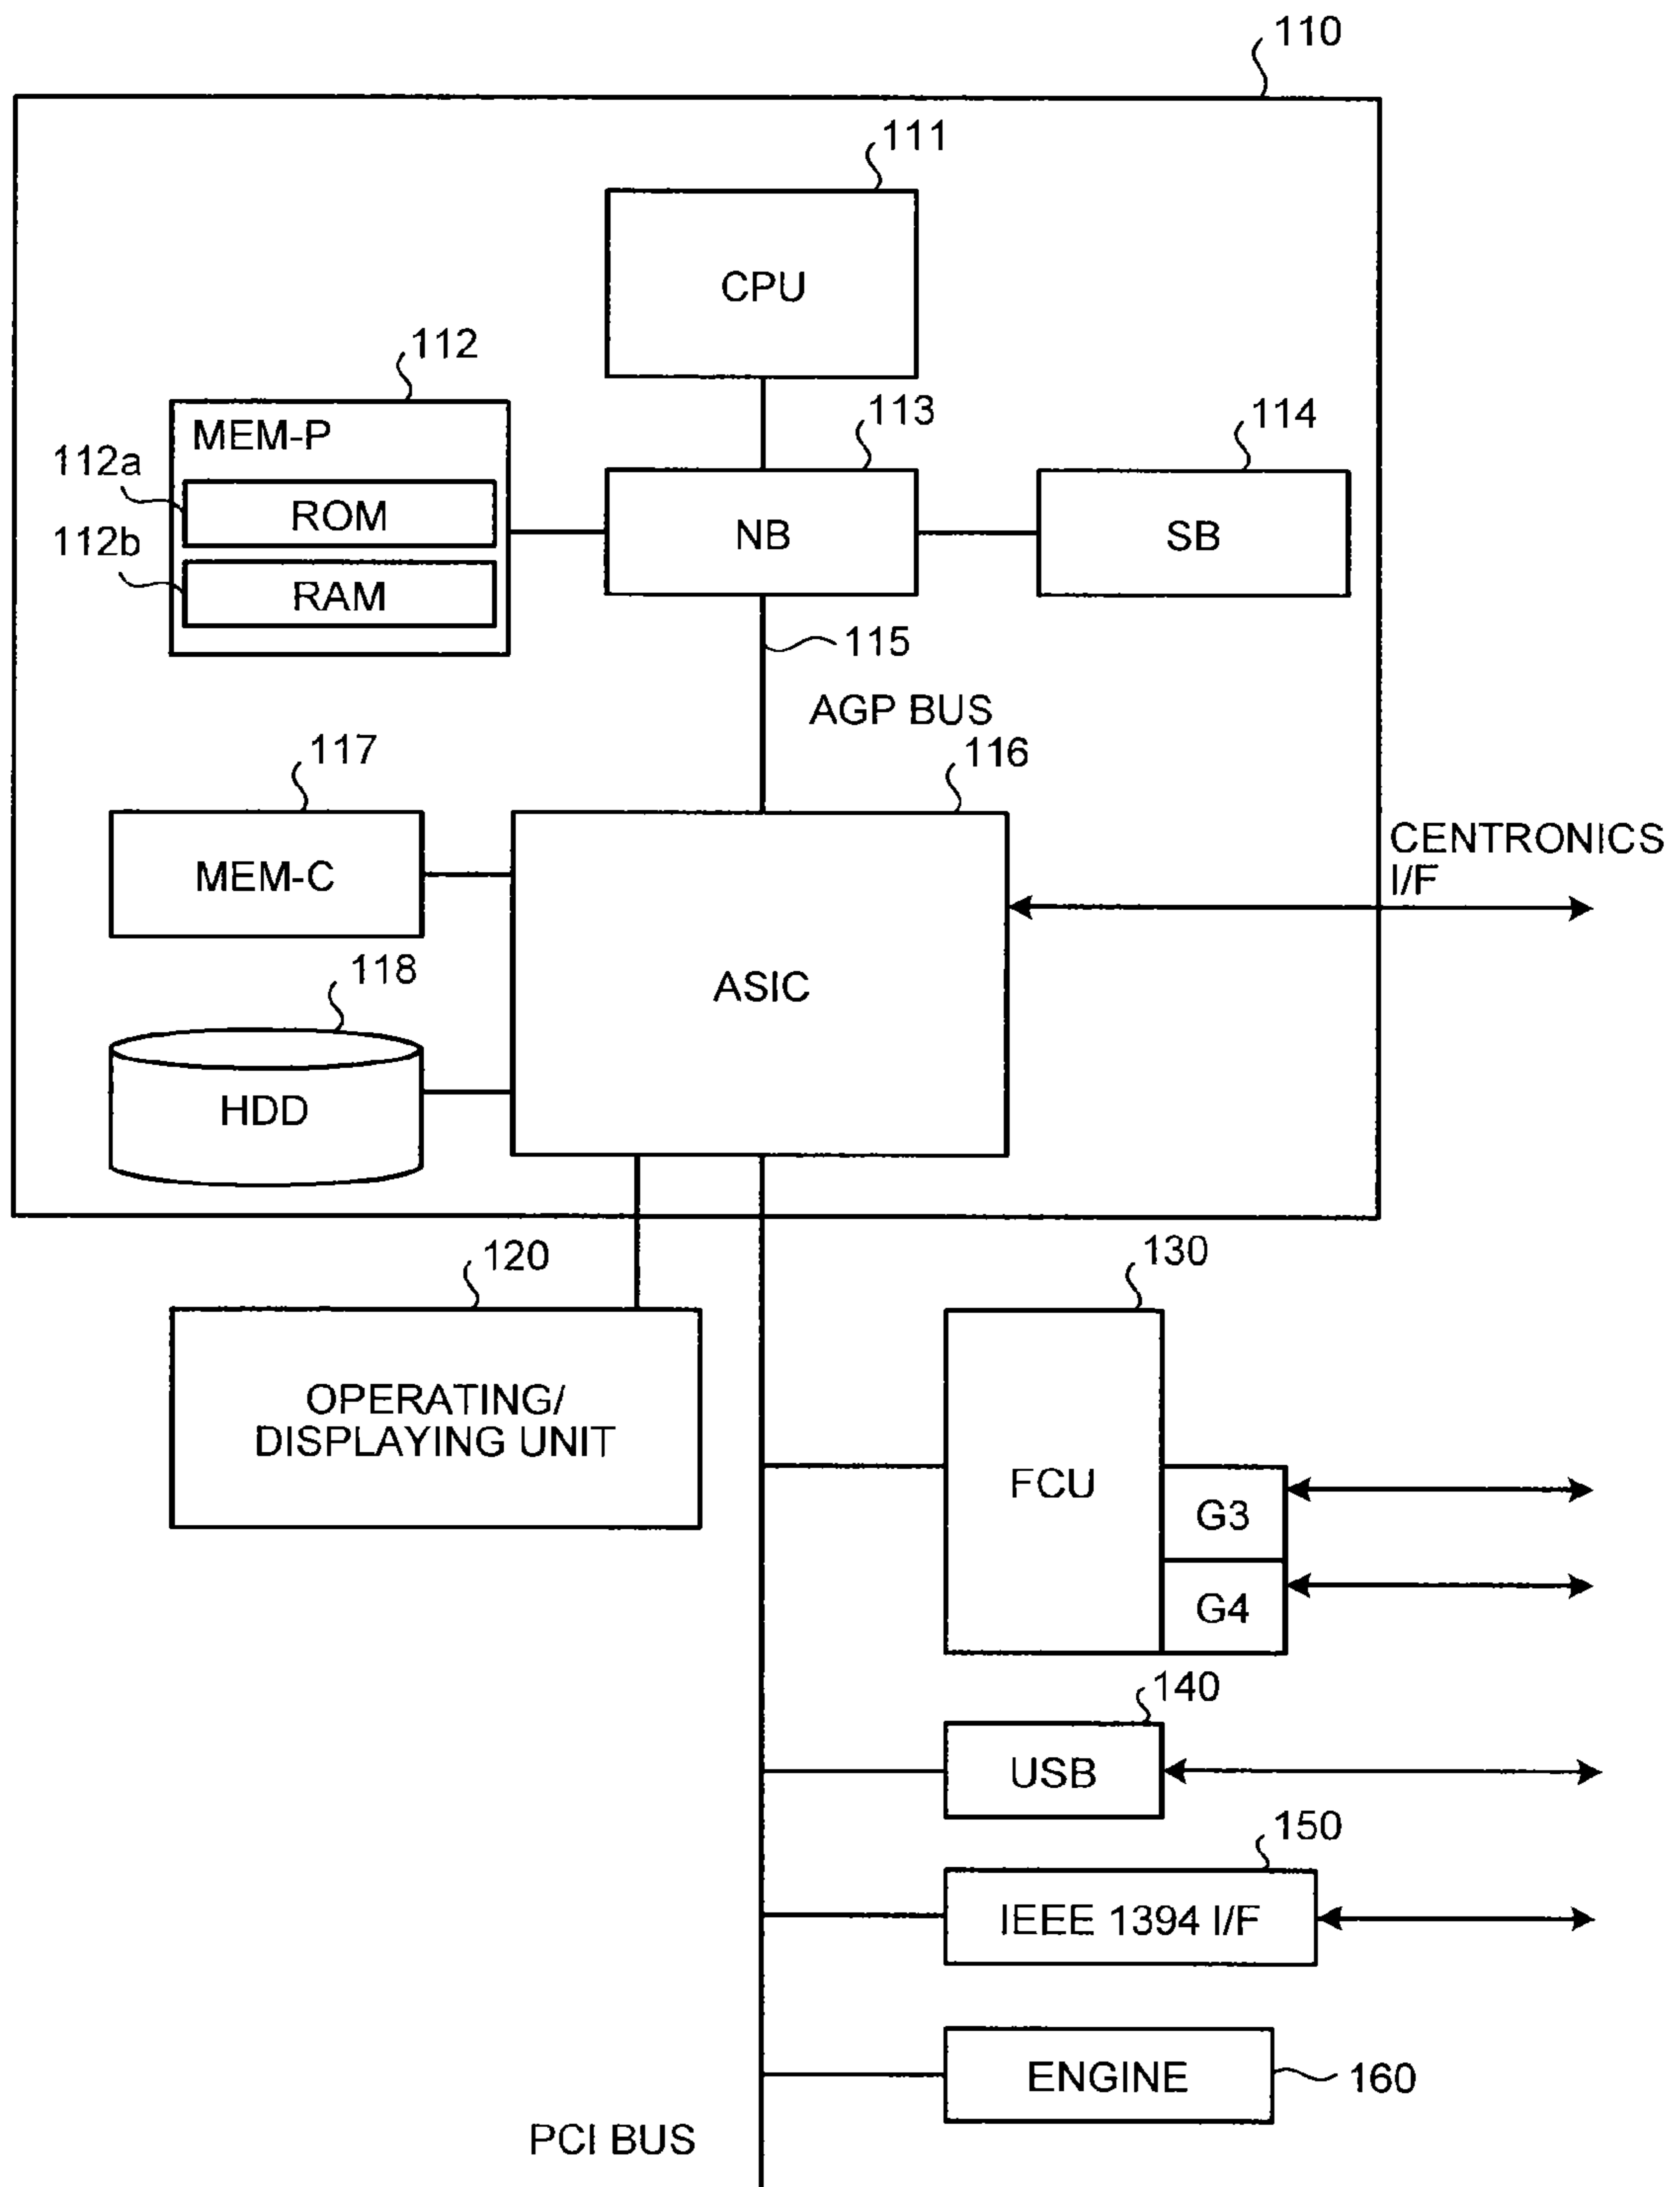 110
111
CPU
112
MEM-P
113
114
112a
ROM
NB
SB
112b
RAM
115
AGP BUS
117
116
MEM-C
CENTRONICS
I/F
118
ASIC
HDD
120
130
OPERATING/
DISPLAYING UNIT
FCU
G3
G4
140
USB
150
IEEE 1394 I/F
ENGINE
160
PCI BUS